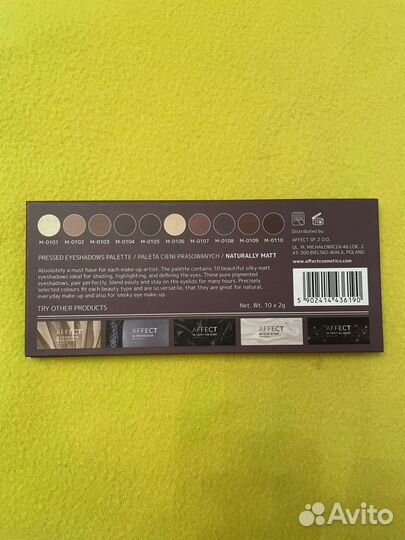 M-0101 M-0102 M-0103 M-0104 M-0105 M-0106 M-0107 M-0108 M-0109 M-0110
PRESSED EYESHADOWS PALETTE / PALETA CIENI PRASOWANYCH / NATURALLY MATT
Absolutely a must have for each make-up artist. The palette contains 10 beautiful silky matt
eyeshadows ideal for shading, highlighting, and defining the eyes. These pure pigmented
eyeshadows, pair perfectly, blend easily and stay on the eyelids for many hours. Precisely
selected colours fit each beauty type and are so versatile, that they are great for natural,
everyday make-up and also for smoky eye make-up.
Net. Wt. 10 x 2g
TRY OTHER PRODUCTS
AFFECT
AFFECT
AFFECT
AFFECT
AFFECT
Distributed by:
AFFECT SP. Z O.O.
UL. M. MICHAŁOWICZA 46 LOK. 2
43-300 BIELSKO-BIAŁA, POLAND
www.affectcosmetics.com
5 902414 436190
Avito